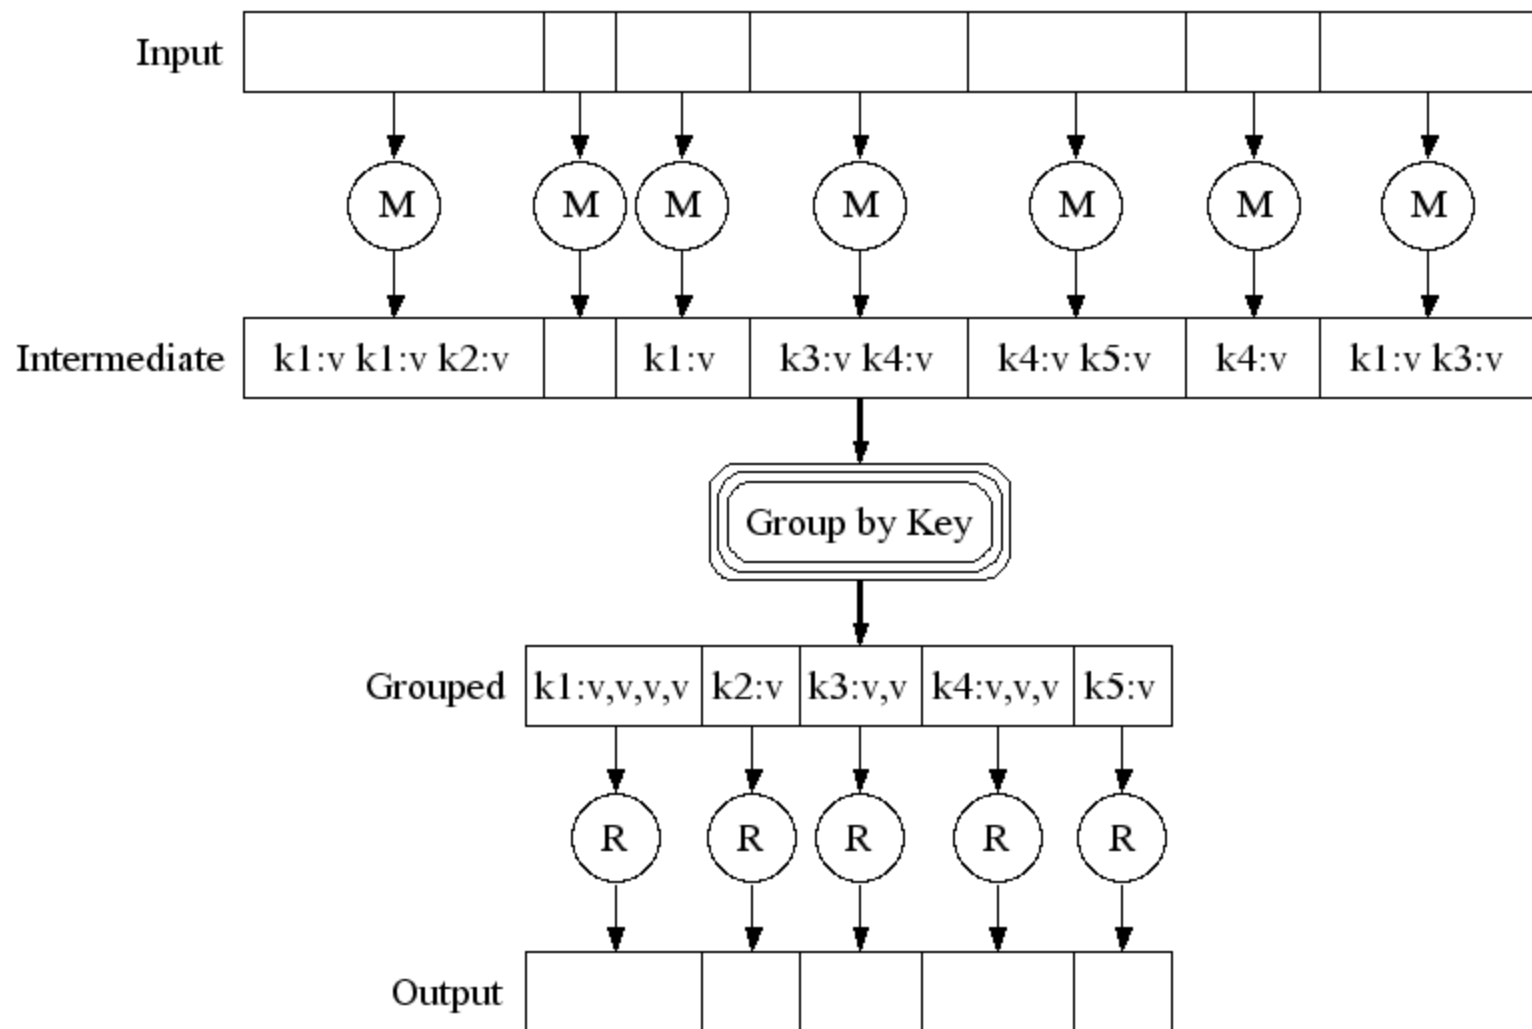 Input
M M M M M M M
Intermediate k1:v k1:v k2:v k1:v k3:v k4:v k4:v k5:v k4:v k1:v k3:v
Group by Key
Grouped k1:v,v,v,v k2:v k3:v,v k4:v,v,v k5:v
R R R R R
Output